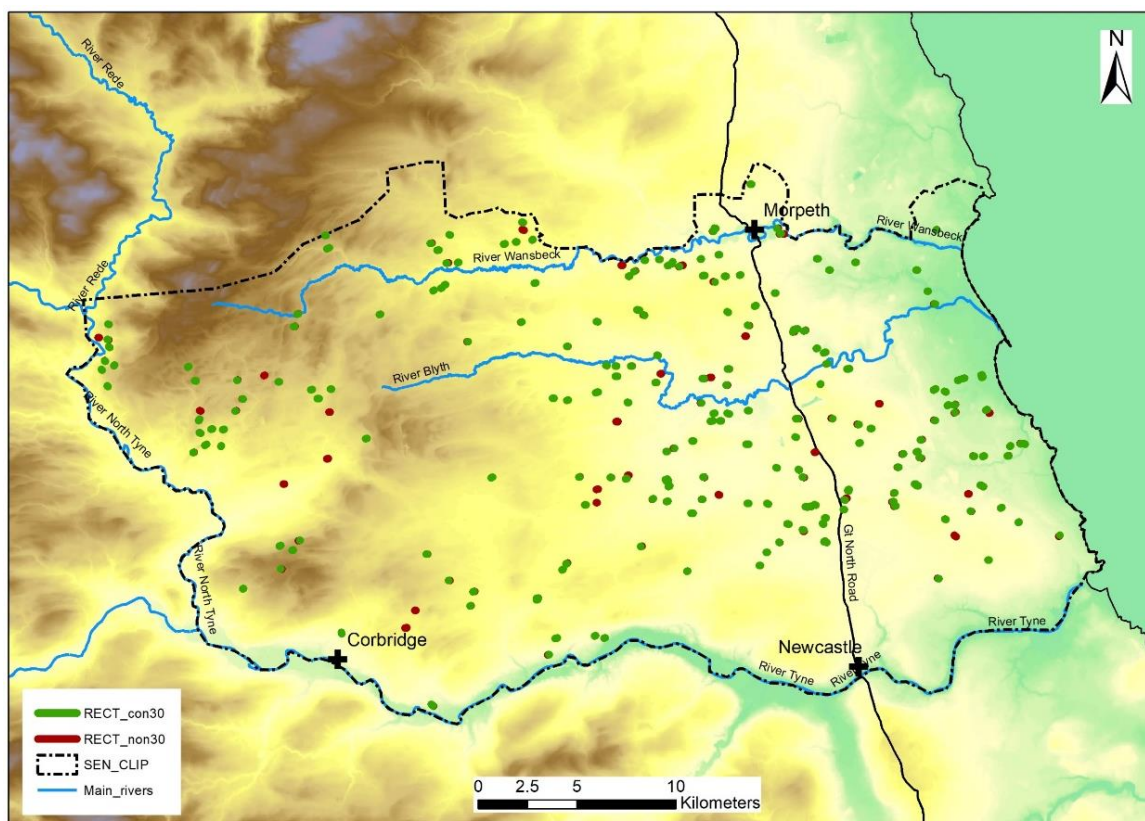 River Rede
N
Morpeth
River Wansbeck
River Wansbeck
River Rede
River Blyth
River North Tyne
Gt North Road
River North Tyne
Corbridge
Newcastle
River Tyne
River Tyne
River Tyne
RECT_con30
RECT_non30
SEN_CLIP
Main_rivers
0 2.5 5 10
Kilometers